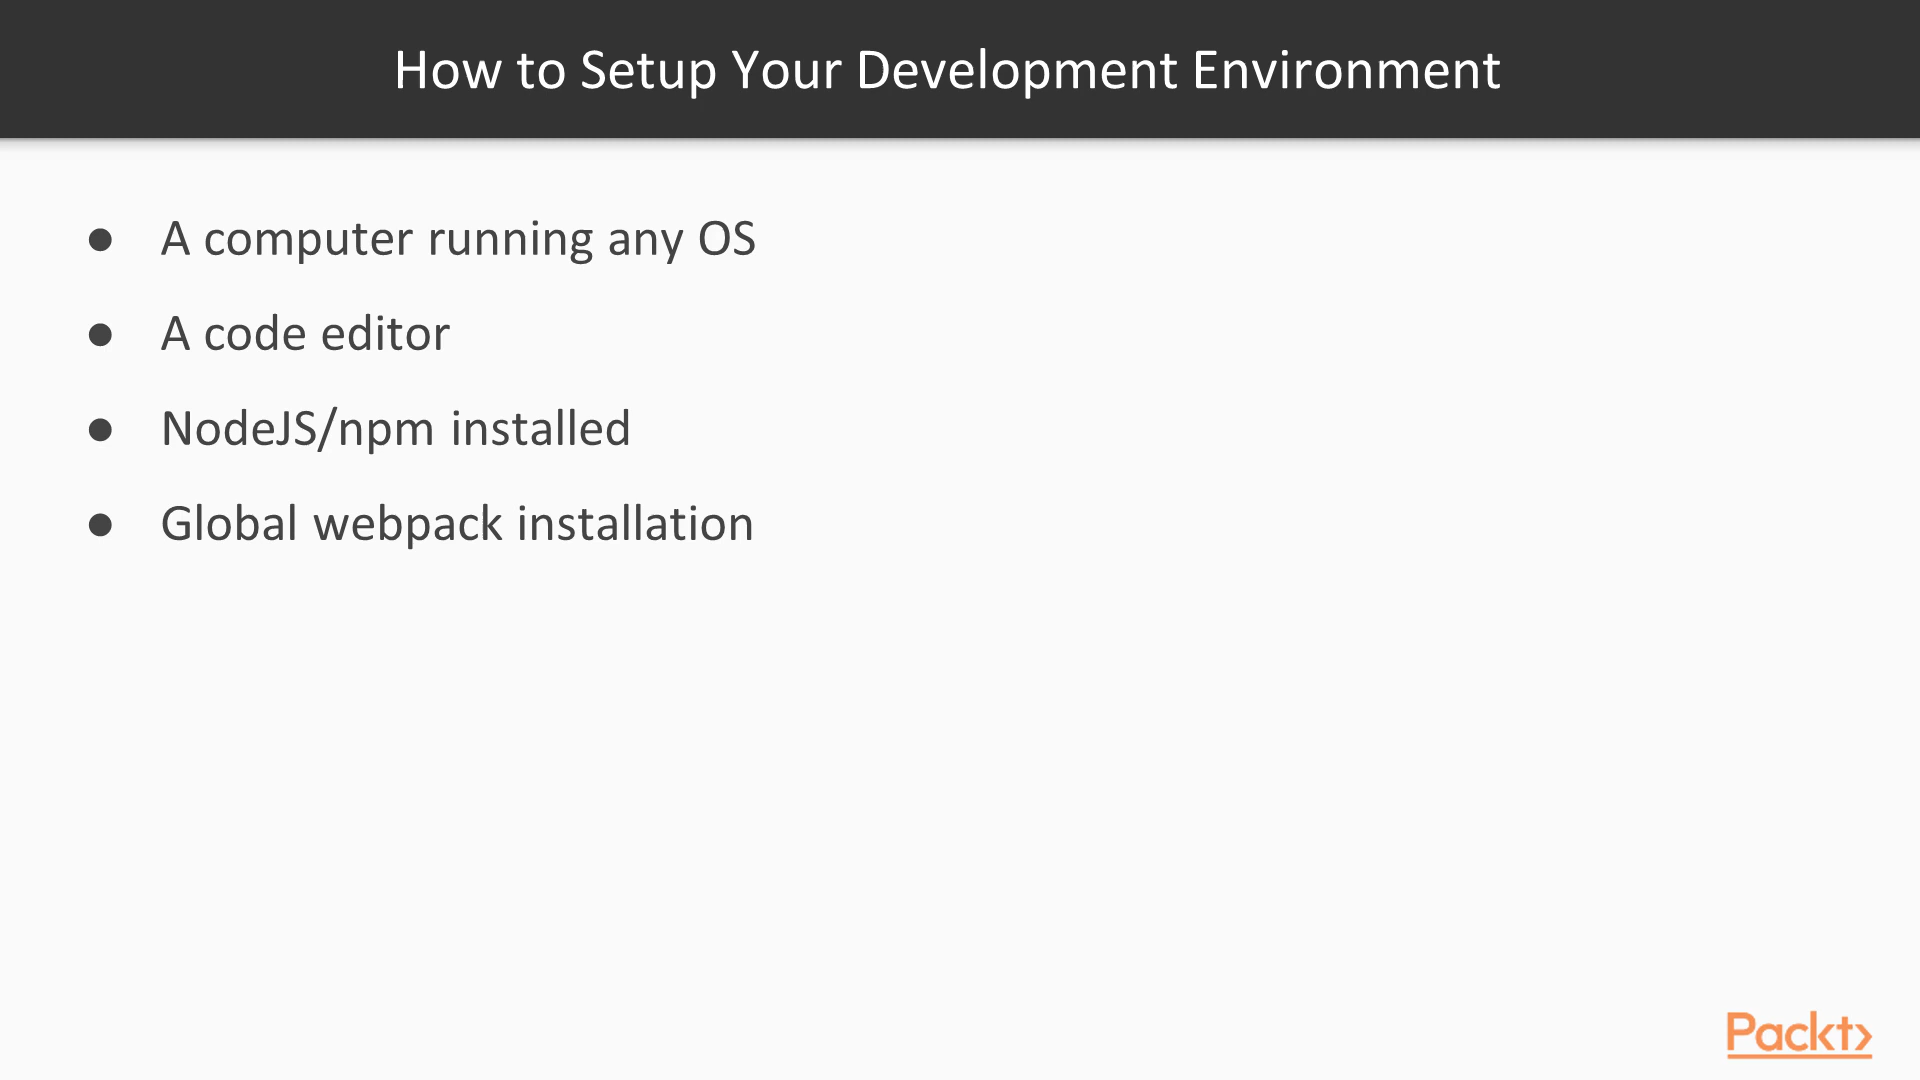 How to Setup Your Development Environment
● A computer running any OS
● A code editor
● NodeJS/npm installed
● Global webpack installation
Packt>